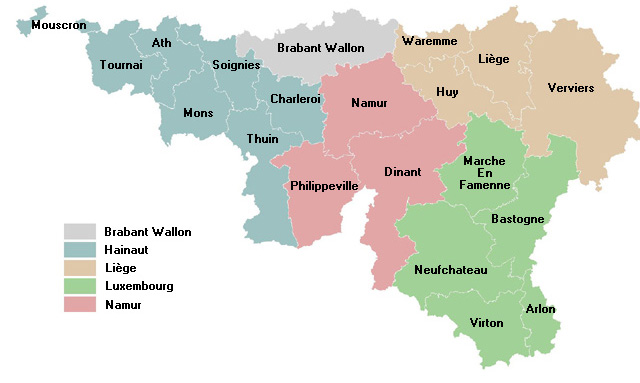 Mouscron
Ath
Tournai
Soignies
Brabant Wallon
Waremme
Liège
Mons
Charleroi
Namur
Huy
Verviers
Thuin
Philippeville
Dinant
Marche
En
Famenne
Bastogne
Neufchateau
Virton
Arlon
Brabant Wallon
Hainaut
Liège
Luxembourg
Namur